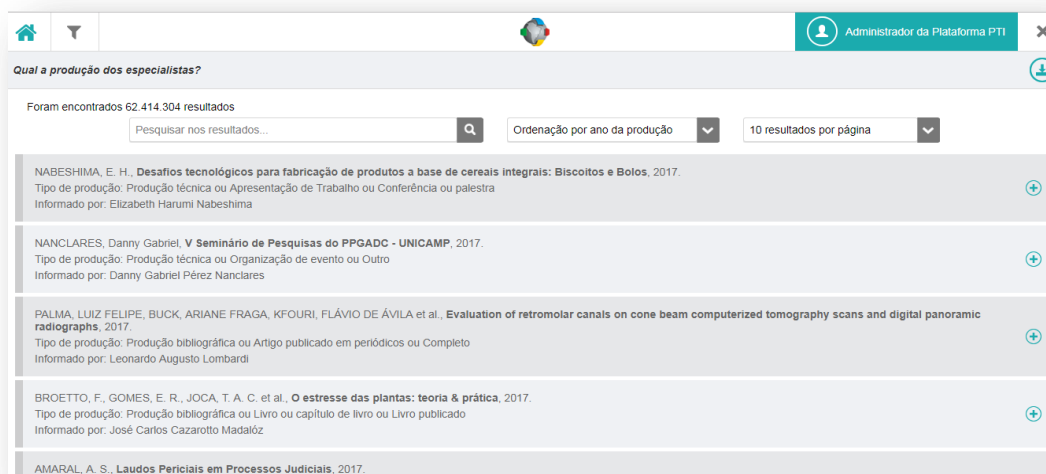 Administrador da Plataforma PTI
Qual a produção dos especialistas?
Foram encontrados 62.414.304 resultados
Pesquisar nos resultados...
Ordenação por ano da produção
10 resultados por página
NABESHIMA, E. H., Desafios tecnológicos para fabricação de produtos a base de cereais integrais: Biscoitos e Bolos, 2017.
Tipo de produção: Produção técnica ou Apresentação de Trabalho ou Conferência ou palestra
Informado por: Elizabeth Harumi Nabeshima
NANCLARES, Danny Gabriel, V Seminário de Pesquisas do PPGADC - UNICAMP, 2017.
Tipo de produção: Produção técnica ou Organização de evento ou Outro
Informado por: Danny Gabriel Pérez Nanclares
PALMA, LUIZ FELIPE, BUCK, ARIANE FRAGA, KFOURI, FLÁVIO DE ÁVILA et al., Evaluation of retromolar canals on cone beam computerized tomography scans and digital panoramic
radiographs, 2017.
Tipo de produção: Produção bibliográfica ou Artigo publicado em periódicos ou Completo
Informado por: Leonardo Augusto Lombardi
BROETTO, F., GOMES, E. R., JOCA, T. A. C. et al., O estresse das plantas: teoria & prática, 2017.
Tipo de produção: Produção bibliográfica ou Livro ou capítulo de livro ou Livro publicado
Informado por: José Carlos Cazarotto Madalóz
AMARAL, A. S., Laudos Periciais em Processos Judiciais, 2017.